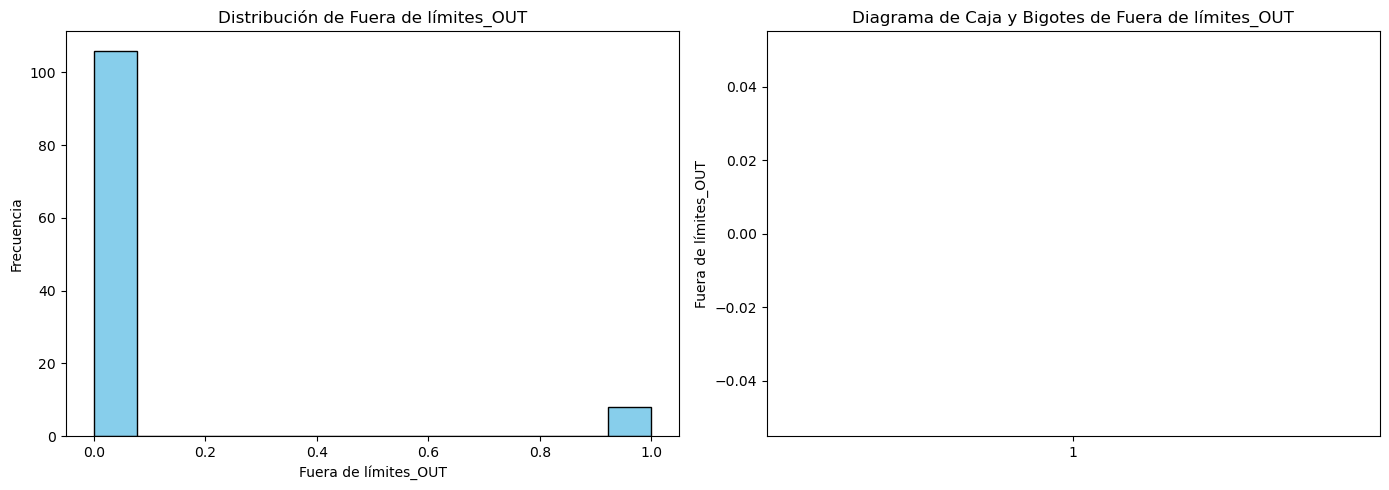 Distribución de Fuera de límites_OUT
100
80
60
40
20
0
Frecuencia
0.0 0.2 0.4 0.6 0.8 1.0
Fuera de límites_OUT
Diagrama de Caja y Bigotes de Fuera de límites_OUT
0.04
0.02
0.00
−0.02
−0.04
Fuera de límites_OUT
1